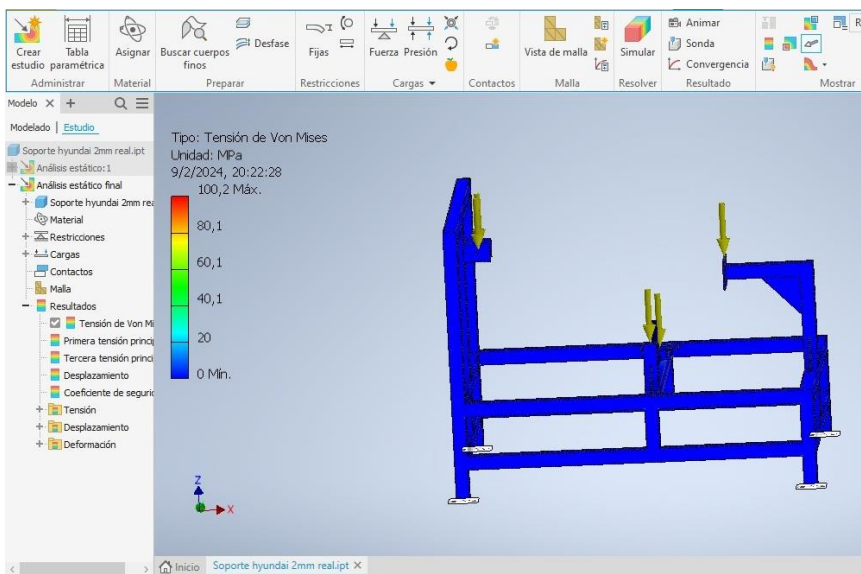 Crear estudio
Tabla paramétrica
Asignar
Buscar cuerpos finos
Desfase
Fijas
Fuerza
Presión
Vista de malla
Simular
Animar
Sonda
Convergencia
Administrar
Material
Preparar
Restricciones
Cargas
Contactos
Malla
Resolver
Resultado
Mostrar
Modelo
Modelado
Estudio
Soporte hyundai 2mm real.ipt
Análisis estático:1
Análisis estático final
Soporte hyundai 2mm rea
Material
Restricciones
Cargas
Contactos
Malla
Resultados
Tensión de Von Mi
Primera tensión princip
Tercera tensión princi
Desplazamiento
Coeficiente de segurid
Tensión
Desplazamiento
Deformación
Tipo: Tensión de Von Mises
Unidad: MPa
9/2/2024, 20:22:28
100,2 Máx.
80,1
60,1
40,1
20
0 Mín.
Z
X
Inicio
Soporte hyundai 2mm real.ipt